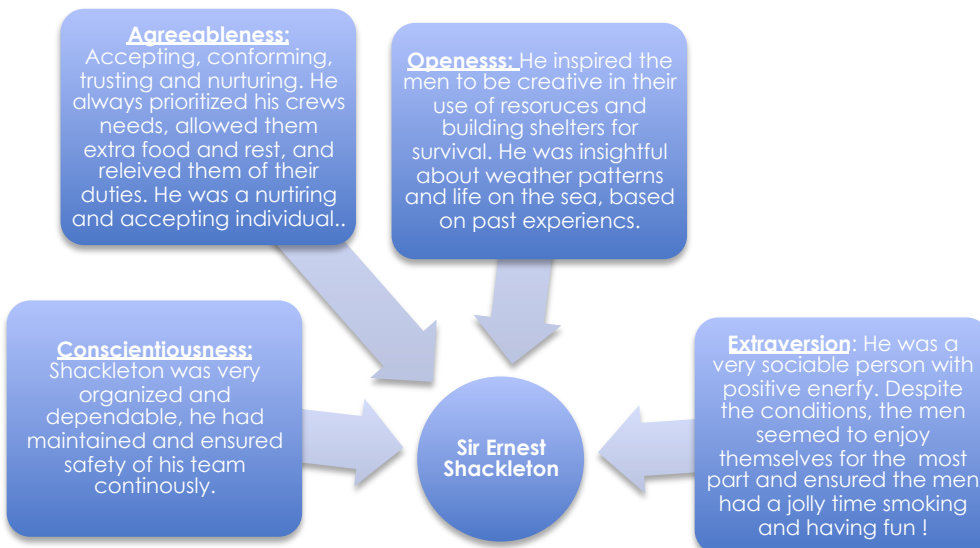 Agreeableness:
Accepting, conforming,
trusting and nurturing. He
always prioritized his crews
needs, allowed them
extra food and rest, and
releived them of their
duties. He was a nurtiring
and accepting individual..
Openesss: He inspired the
men to be creative in their
use of resoruces and
building shelters for
survival. He was insightful
about weather patterns
and life on the sea, based
on past experiencs.
Conscientiousness:
Shackleton was very
organized and
dependable, he had
maintained and ensured
safety of his team
continously.
Sir Ernest
Shackleton
Extraversion: He was a
very sociable person with
positive enerfy. Despite
the conditions, the men
seemed to enjoy
themselves for the most
part and ensured the men
had a jolly time smoking
and having fun !